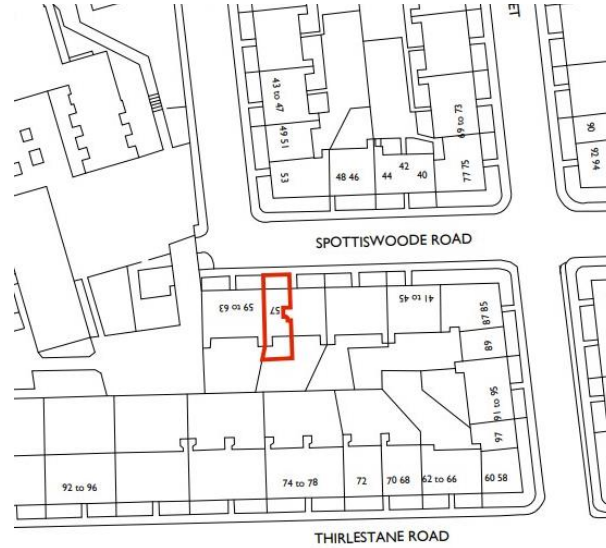 ET
43 to 47
49 51
53
48 46
44
42
40
69 to 73
77 75
90
92 94
SPOTTISWOODE ROAD
59 to 63
57
41 to 45
87 85
89
91 to 95
97
92 to 96
74 to 78
72
70 68
62 to 66
60 58
THIRLESTANE ROAD